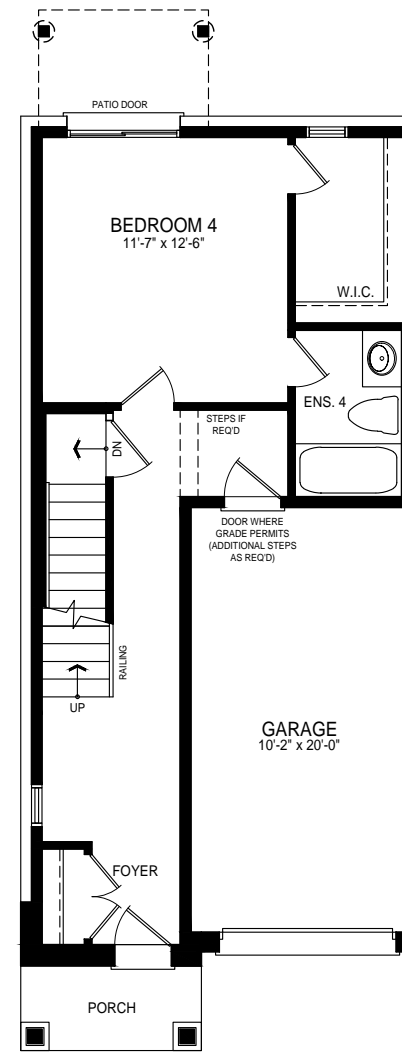 PATIO DOOR
BEDROOM 4
11'-7" x 12'-6"
W.I.C.
ENS. 4
STEPS IF
REQ'D
DN
DOOR WHERE
GRADE PERMITS
(ADDITIONAL STEPS
AS REQ'D)
RAILING
UP
GARAGE
10'-2" x 20'-0"
FOYER
PORCH